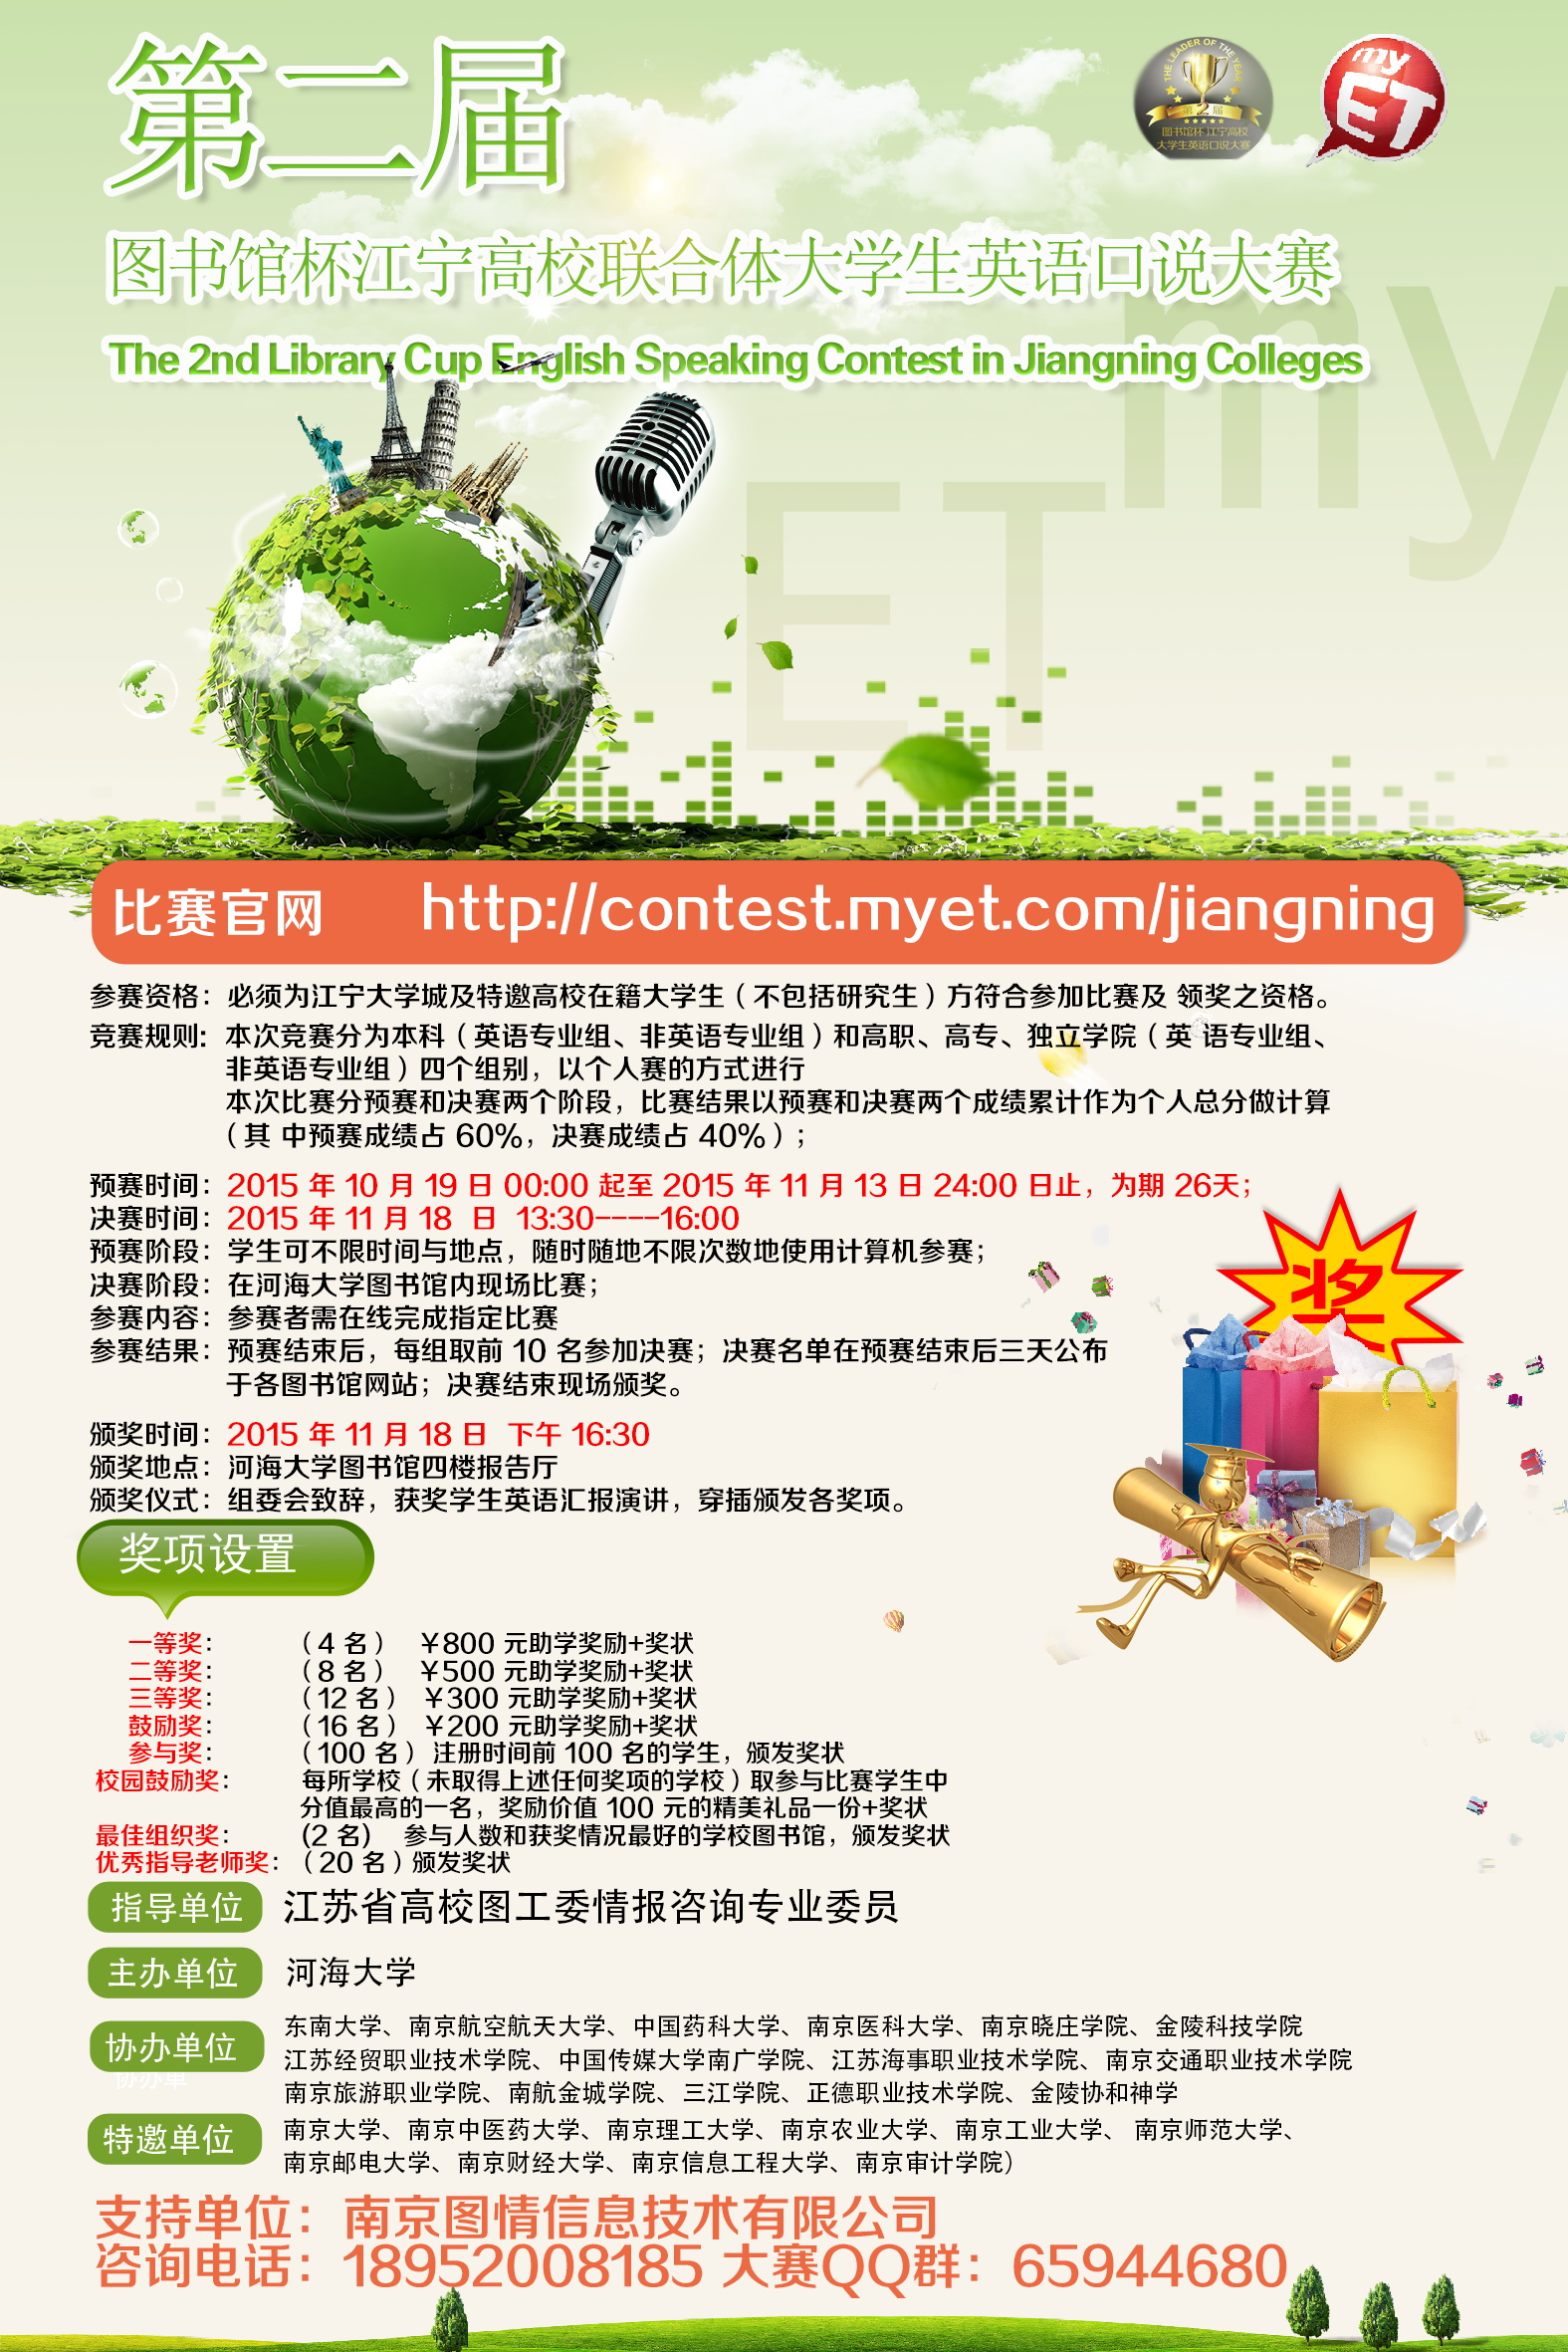 第二届
THE LEADER OF THE YEAR
第2届
图书馆杯 江宁高校
大学生英语口说大赛
my
ET
图书馆杯江宁高校联合体大学生英语口说大赛
The 2nd Library Cup English Speaking Contest in Jiangning Colleges
my
ET
比赛官网 http://contest.myet.com/jiangning
参赛资格：必须为江宁大学城及特邀高校在籍大学生（不包括研究生）方符合参加比赛及 领奖之资格。
竞赛规则：本次竞赛分为本科（英语专业组、非英语专业组）和高职、高专、独立学院（英 语专业组、
非英语专业组）四个组别，以个人赛的方式进行
本次比赛分预赛和决赛两个阶段，比赛结果以预赛和决赛两个成绩累计作为个人总分做计算
（其 中预赛成绩占 60%，决赛成绩占 40%）；
预赛时间：2015 年 10 月 19 日 00:00 起至 2015 年 11 月 13 日 24:00 日止，为期 26天；
决赛时间：2015 年 11 月 18 日 13:30----16:00
预赛阶段：学生可不限时间与地点，随时随地不限次数地使用计算机参赛；
决赛阶段：在河海大学图书馆内现场比赛；
参赛内容：参赛者需在线完成指定比赛
参赛结果：预赛结束后，每组取前 10 名参加决赛；决赛名单在预赛结束后三天公布
于各图书馆网站；决赛结束现场颁奖。
奖
颁奖时间：2015 年 11 月 18 日 下午 16:30
颁奖地点：河海大学图书馆四楼报告厅
颁奖仪式：组委会致辞，获奖学生英语汇报演讲，穿插颁发各奖项。
奖项设置
一等奖：（4 名） ￥800 元助学奖励+奖状
二等奖：（8 名） ￥500 元助学奖励+奖状
三等奖：（12 名） ￥300 元助学奖励+奖状
鼓励奖：（16 名） ￥200 元助学奖励+奖状
参与奖：（100 名）注册时间前 100 名的学生，颁发奖状
校园鼓励奖：每所学校（未取得上述任何奖项的学校）取参与比赛学生中
分值最高的一名，奖励价值 100 元的精美礼品一份+奖状
最佳组织奖：(2 名) 参与人数和获奖情况最好的学校图书馆，颁发奖状
优秀指导老师奖：（20 名）颁发奖状
指导单位 江苏省高校图工委情报咨询专业委员
主办单位 河海大学
协办单位 东南大学、南京航空航天大学、中国药科大学、南京医科大学、南京晓庄学院、金陵科技学院
江苏经贸职业技术学院、中国传媒大学南广学院、江苏海事职业技术学院、南京交通职业技术学院
协办单
南京旅游职业学院、南航金城学院、三江学院、正德职业技术学院、金陵协和神学
特邀单位 南京大学、南京中医药大学、南京理工大学、南京农业大学、南京工业大学、 南京师范大学、
南京邮电大学、南京财经大学、南京信息工程大学、南京审计学院）
支持单位：南京图情信息技术有限公司
咨询电话：18952008185 大赛QQ群：65944680